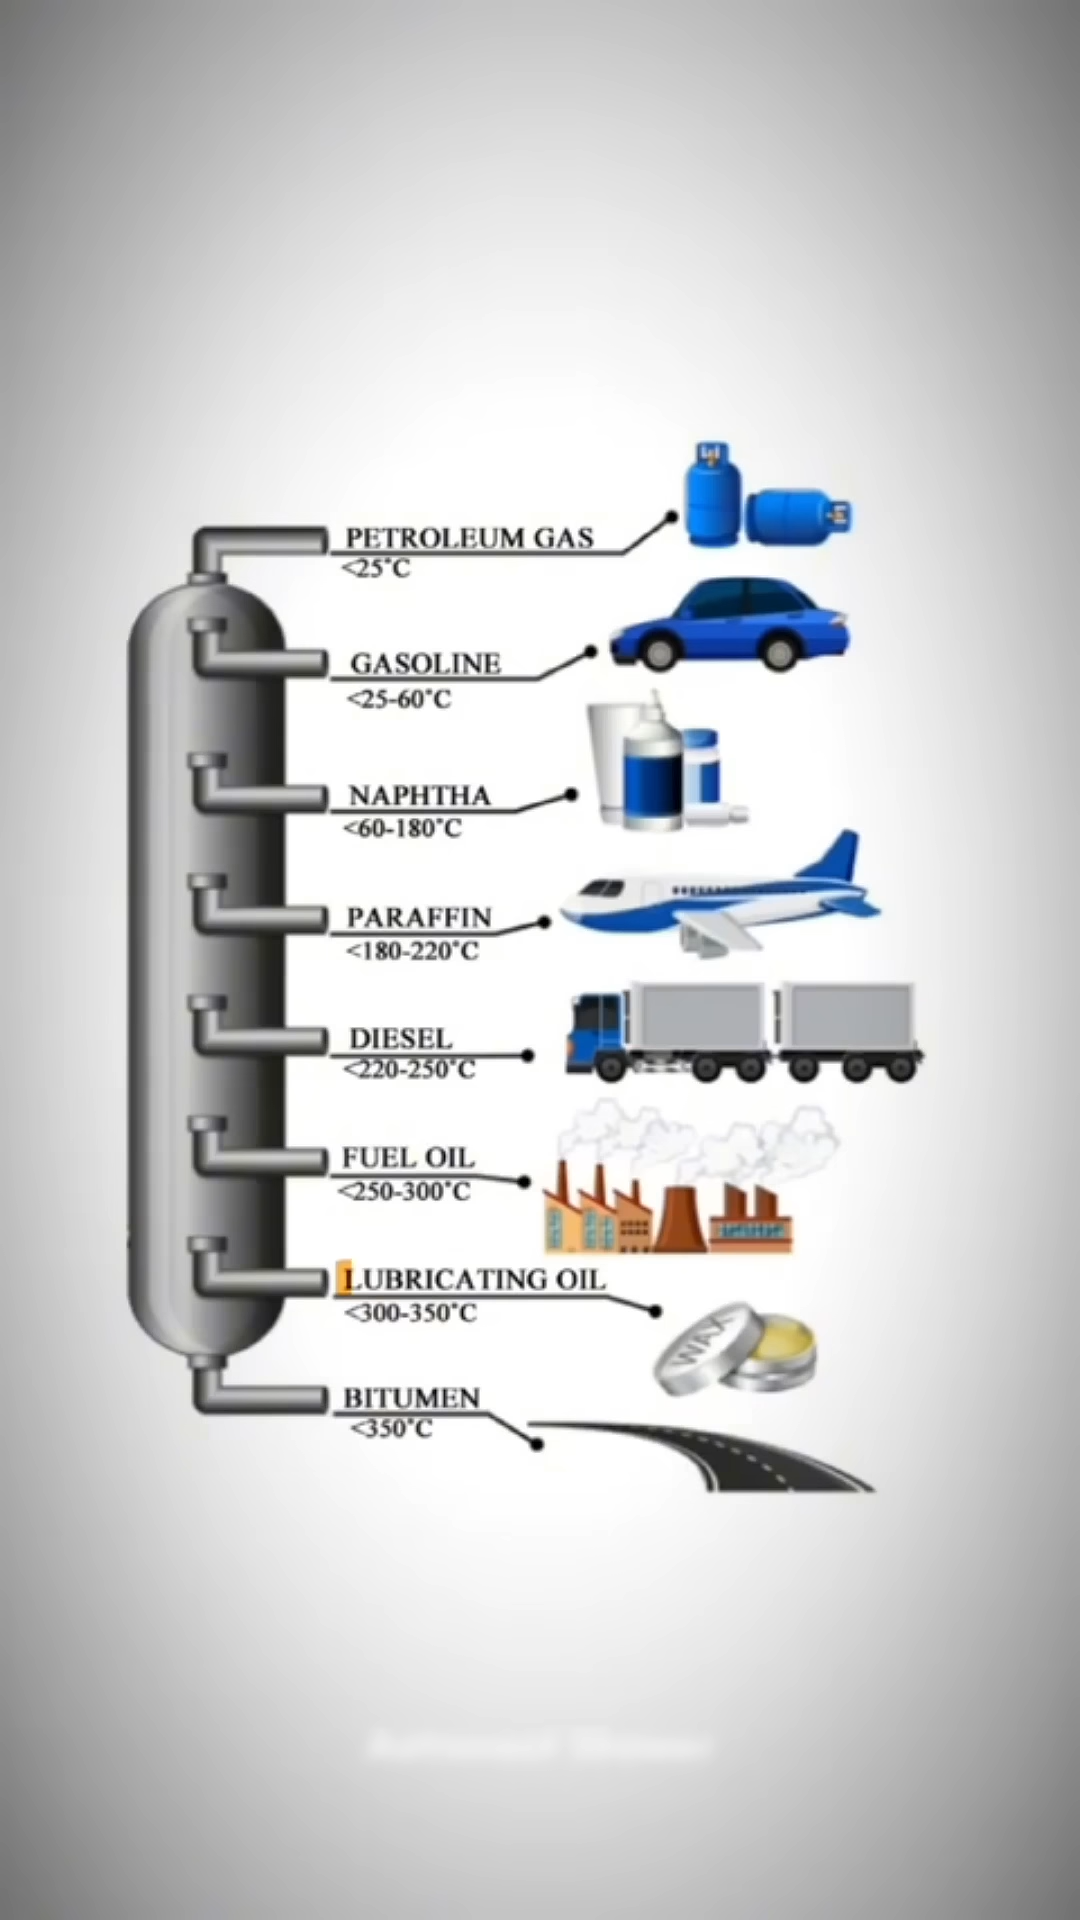 PETROLEUM GAS
<25°C
GASOLINE
<25-60°C
NAPHTHA
<60-180°C
PARAFFIN
<180-220°C
DIESEL
<220-250°C
FUEL OIL
<250-300°C
LUBRICATING OIL
<300-350°C
WAX
BITUMEN
<350°C